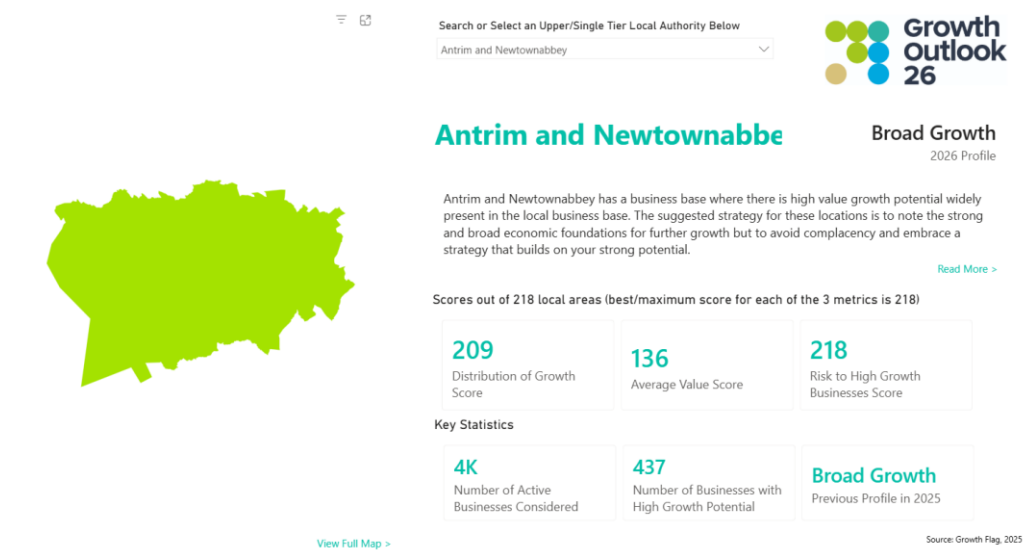 Search or Select an Upper/Single Tier Local Authority Below
Antrim and Newtownabbey
Growth
Outlook
26
Antrim and Newtownabbe
Broad Growth
2026 Profile
Antrim and Newtownabbey has a business base where there is high value growth potential widely
present in the local business base. The suggested strategy for these locations is to note the strong
and broad economic foundations for further growth but to avoid complacency and embrace a
strategy that builds on your strong potential.
Read More >
Scores out of 218 local areas (best/maximum score for each of the 3 metrics is 218)
209
Distribution of Growth
Score
136
Average Value Score
218
Risk to High Growth
Businesses Score
Key Statistics
4K
Number of Active
Businesses Considered
437
Number of Businesses with
High Growth Potential
Broad Growth
Previous Profile in 2025
View Full Map >
Source: Growth Flag, 2025